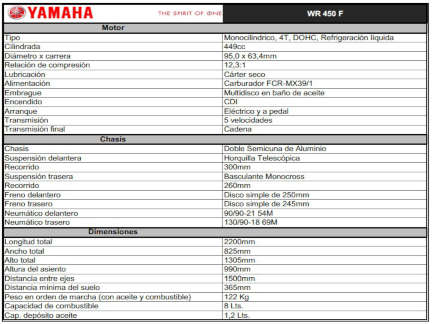 YAMAHA THE SPIRIT OF ONE WR 450 F
Motor
Tipo Monocilíndrico, 4T, DOHC, Refrigeración líquida
Cilindrada 449cc
Diámetro x carrera 95,0 x 63,4mm
Relación de compresión 12,3:1
Lubricación Cárter seco
Alimentación Carburador FCR-MX39/1
Embrague Multidisco en baño de aceite
Encendido CDI
Arranque Eléctrico y a pedal
Transmisión 5 velocidades
Transmisión final Cadena
Chasis
Chasis Doble Semicuna de Aluminio
Suspensión delantera Horquilla Telescópica
Recorrido 300mm
Suspensión trasera Basculante Monocross
Recorrido 260mm
Freno delantero Disco simple de 250mm
Freno trasero Disco simple de 245mm
Neumático delantero 90/90-21 54M
Neumático trasero 130/90-18 69M
Dimensiones
Longitud total 2200mm
Ancho total 825mm
Alto total 1305mm
Altura del asiento 990mm
Distancia entre ejes 1500mm
Distancia mínima del suelo 365mm
Peso en orden de marcha (con aceite y combustible) 122 Kg
Capacidad de combustible 8 Lts.
Cap. depósito aceite 1,2 Lts.